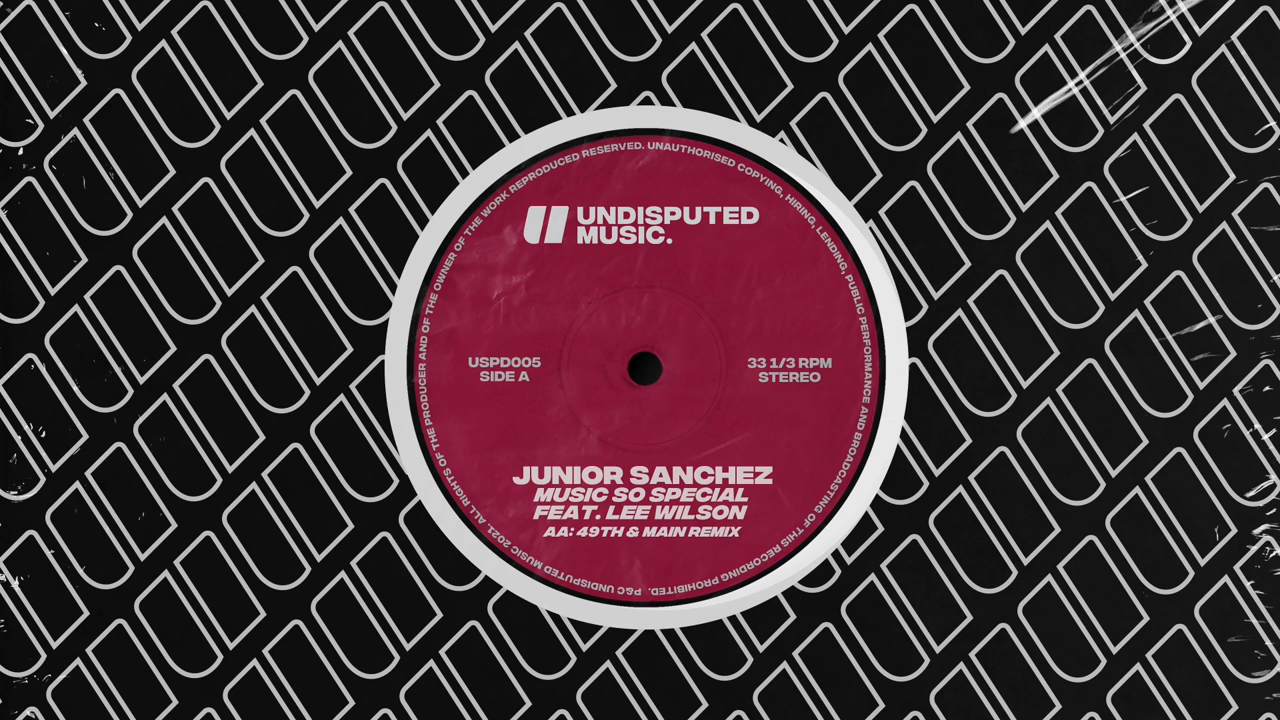 UNDISPUTED
MUSIC.
USPD005
SIDE A
33 1/3 RPM
STEREO
JUNIOR SANCHEZ
MUSIC SO SPECIAL
FEAT. LEE WILSON
AA: 49TH & MAIN REMIX
P&C UNDISPUTED MUSIC 2021. ALL RIGHTS OF THE PRODUCER AND OF THE OWNER OF THE WORK REPRODUCED RESERVED. UNAUTHORISED COPYING, HIRING, LENDING, PUBLIC PERFORMANCE AND BROADCASTING OF THIS RECORDING PROHIBITED.